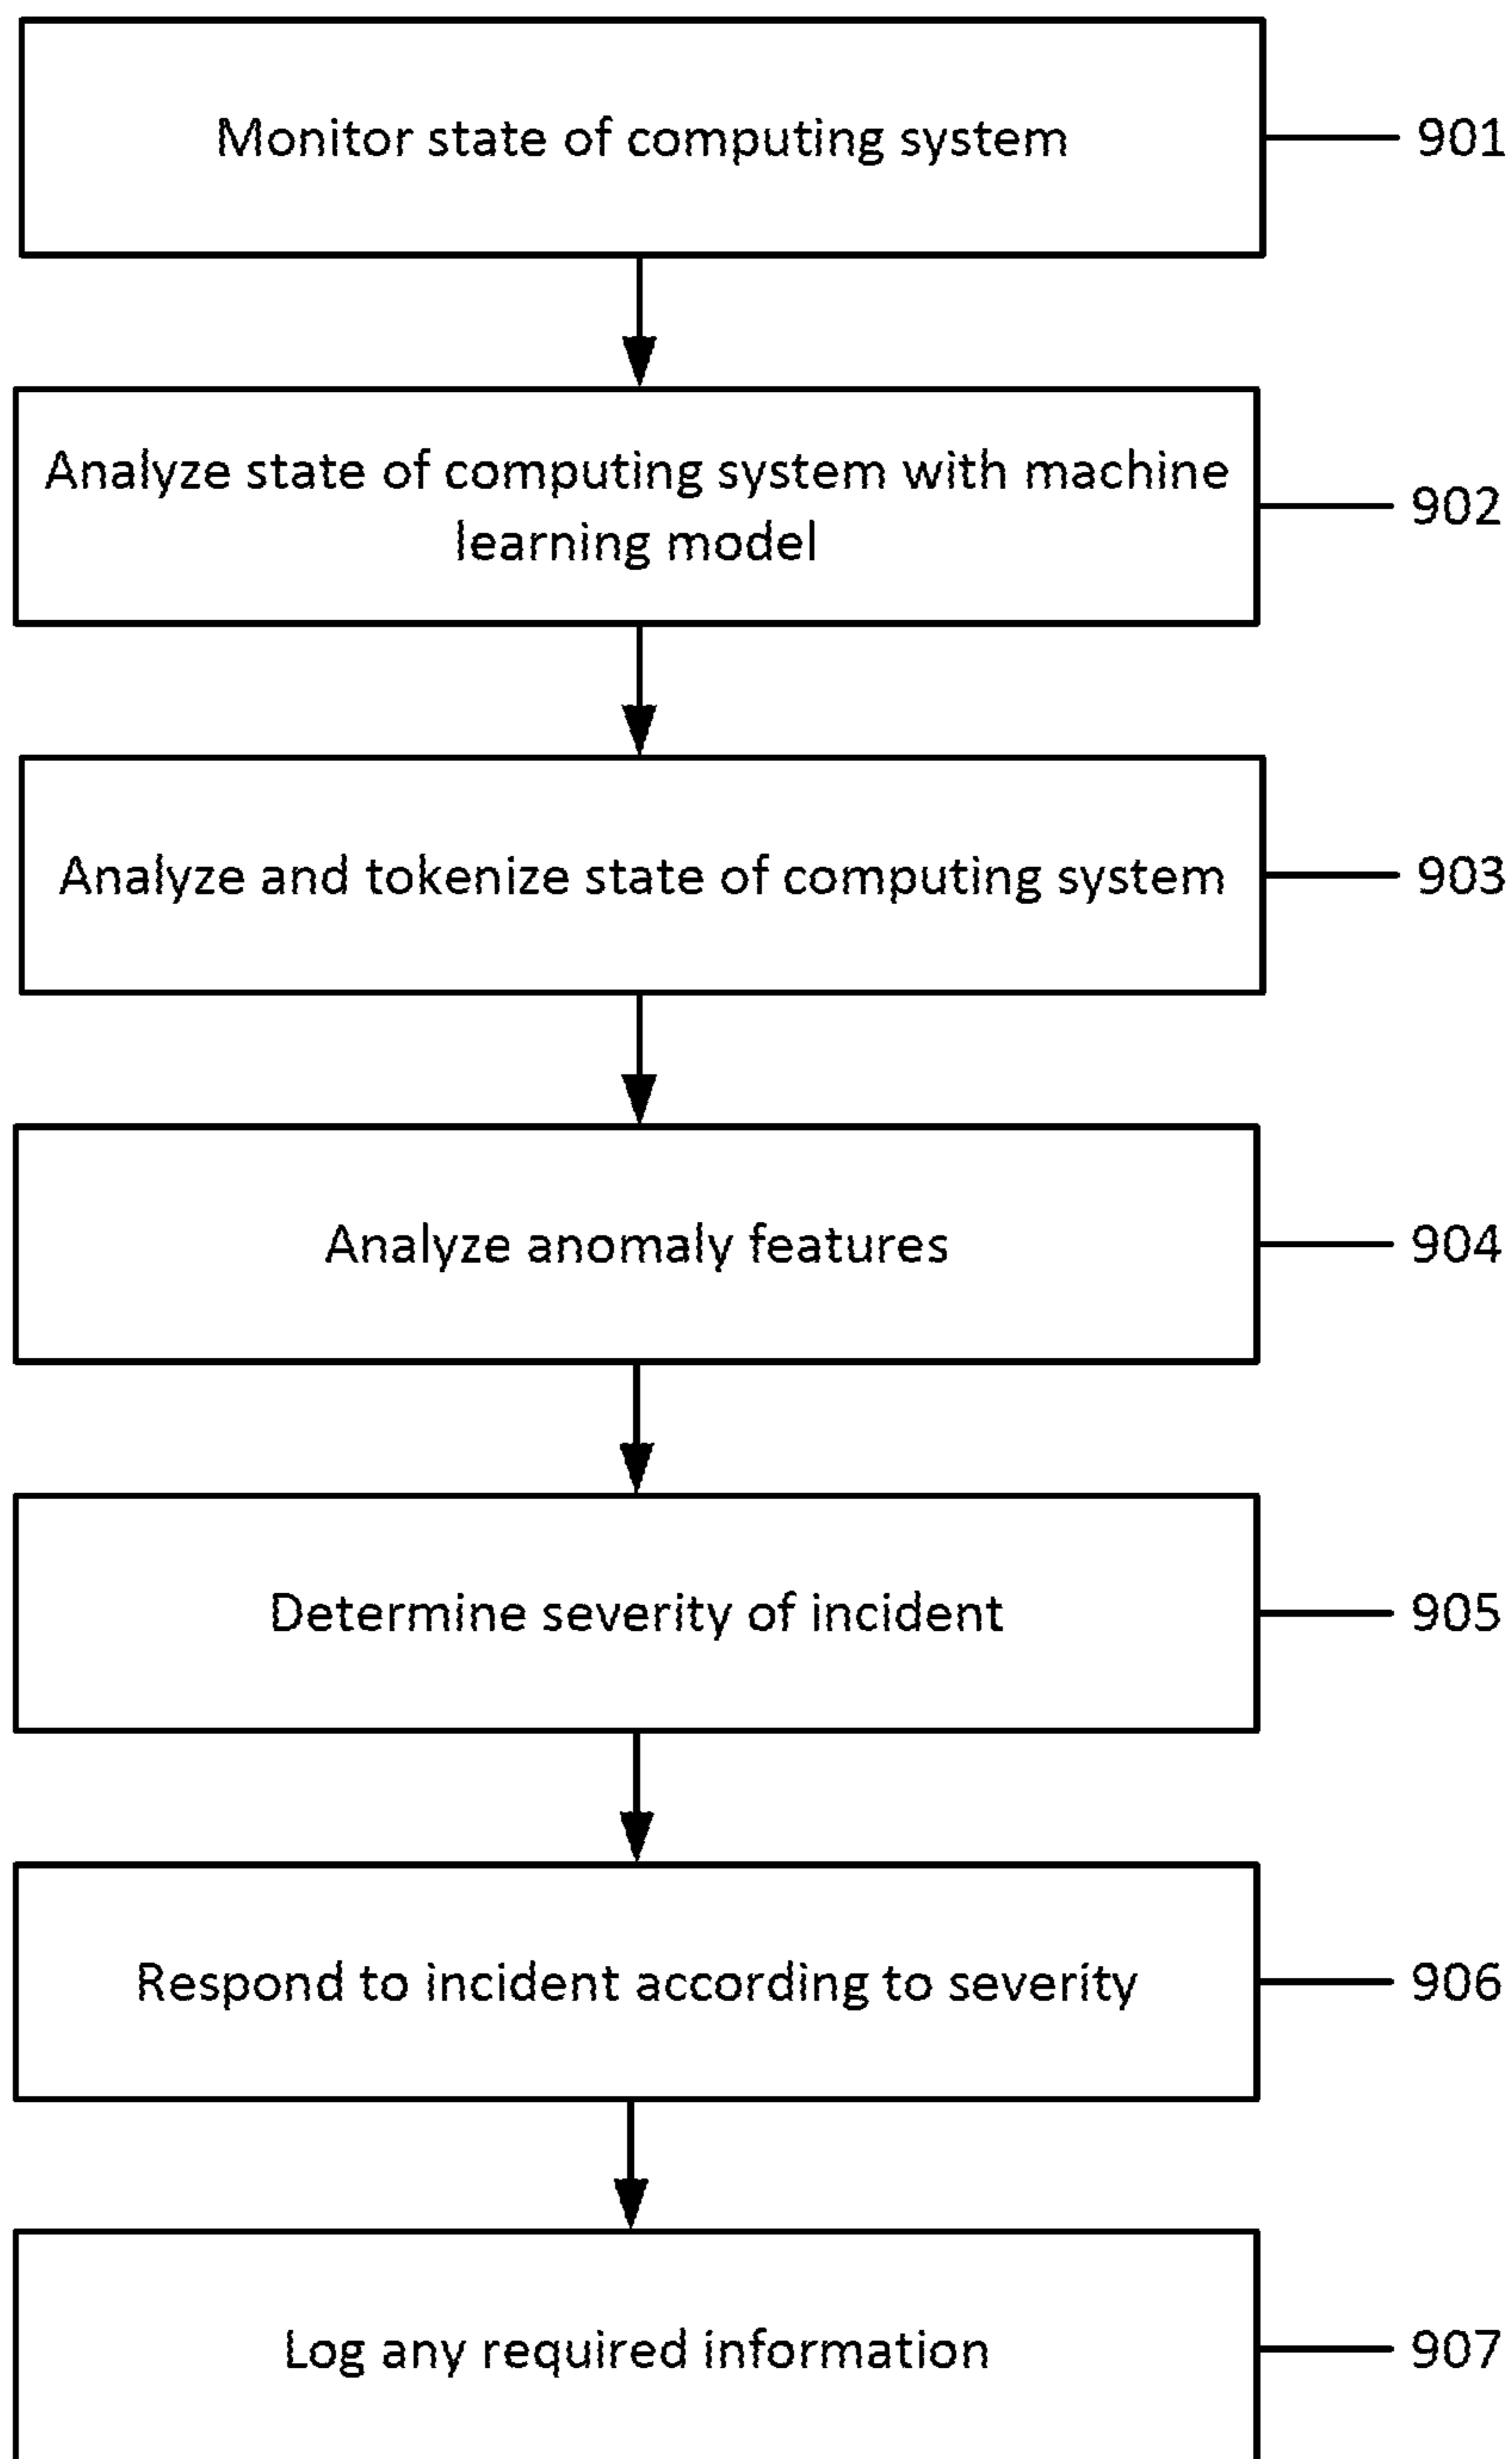 Monitor state of computing system
901
Analyze state of computing system with machine
learning model
902
Analyze and tokenize state of computing system
903
Analyze anomaly features
904
Determine severity of incident
905
Respond to incident according to severity
906
Log any required information
907